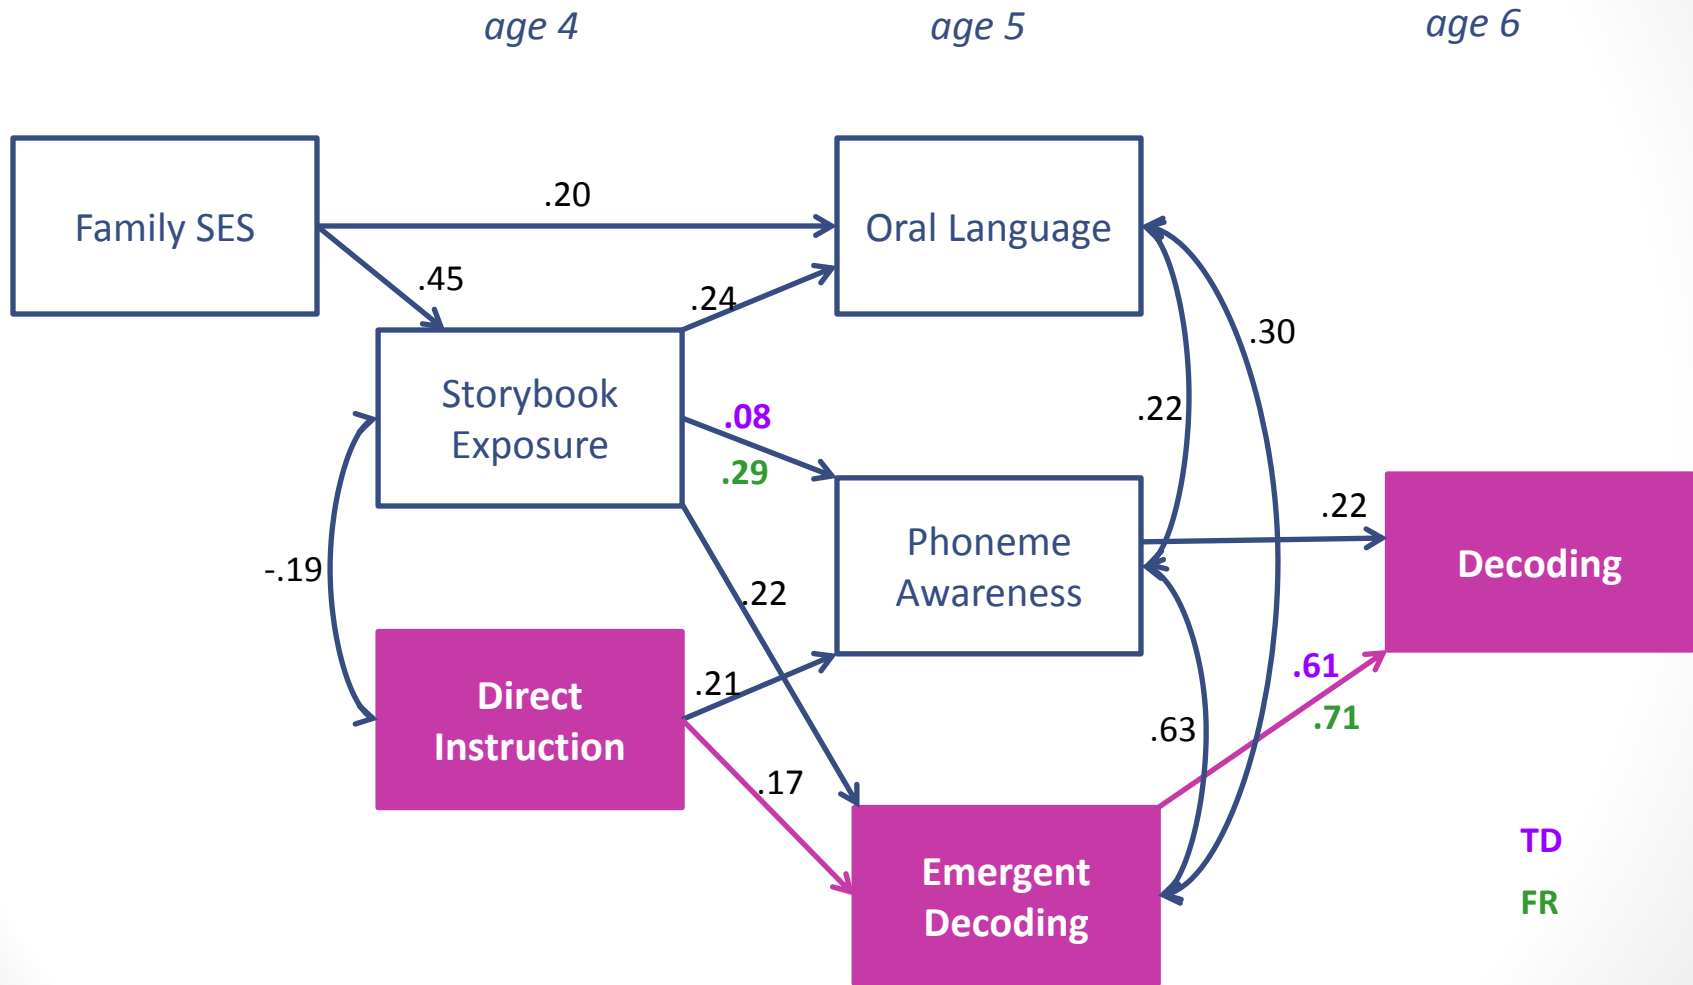 age 4
age 5
age 6
Family SES
.20
Oral Language
.45
.24
.30
Storybook
Exposure
.08
.29
.22
-.19
.22
Phoneme
Awareness
.22
Decoding
Direct
Instruction
.21
.17
.63
.61
.71
Emergent
Decoding
TD
FR